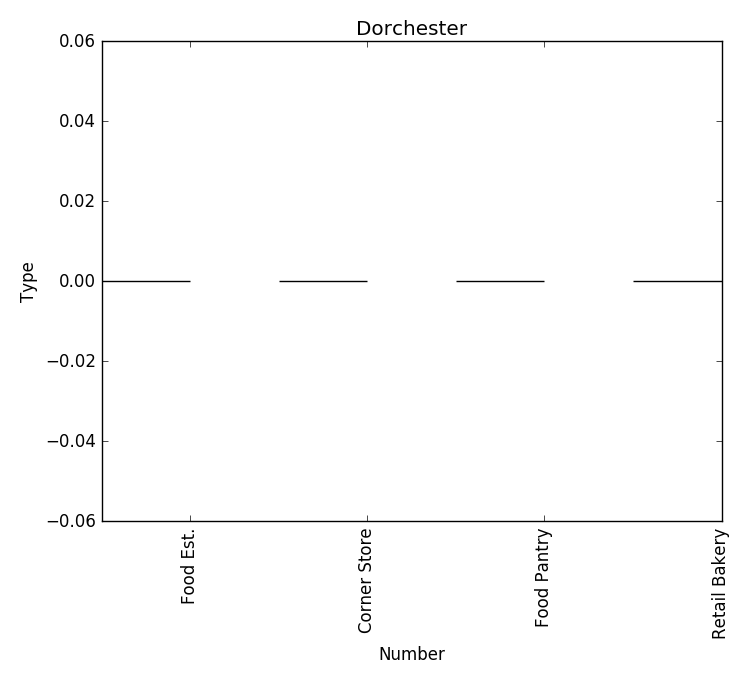 Dorchester
0.06
0.04
0.02
0.00
−0.02
−0.04
−0.06
Type
Food Est.
Corner Store
Food Pantry
Retail Bakery
Number